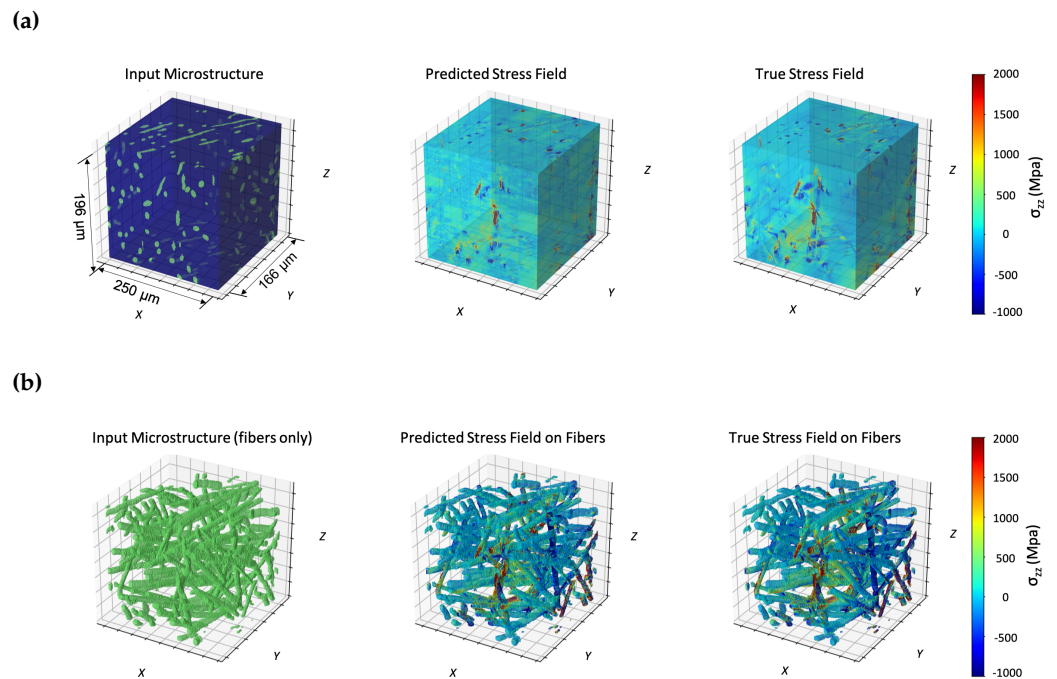 (a)
Input Microstructure
Predicted Stress Field
True Stress Field
2000
1500
1000
500
0
-500
-1000
σzz (Mpa)
Z
Z
Z
196 μm
250 μm
166 μm
X
Y
X
Y
X
Y
(b)
Input Microstructure (fibers only)
Predicted Stress Field on Fibers
True Stress Field on Fibers
2000
1500
1000
500
0
-500
-1000
σzz (Mpa)
Z
Z
Z
X
Y
X
Y
X
Y